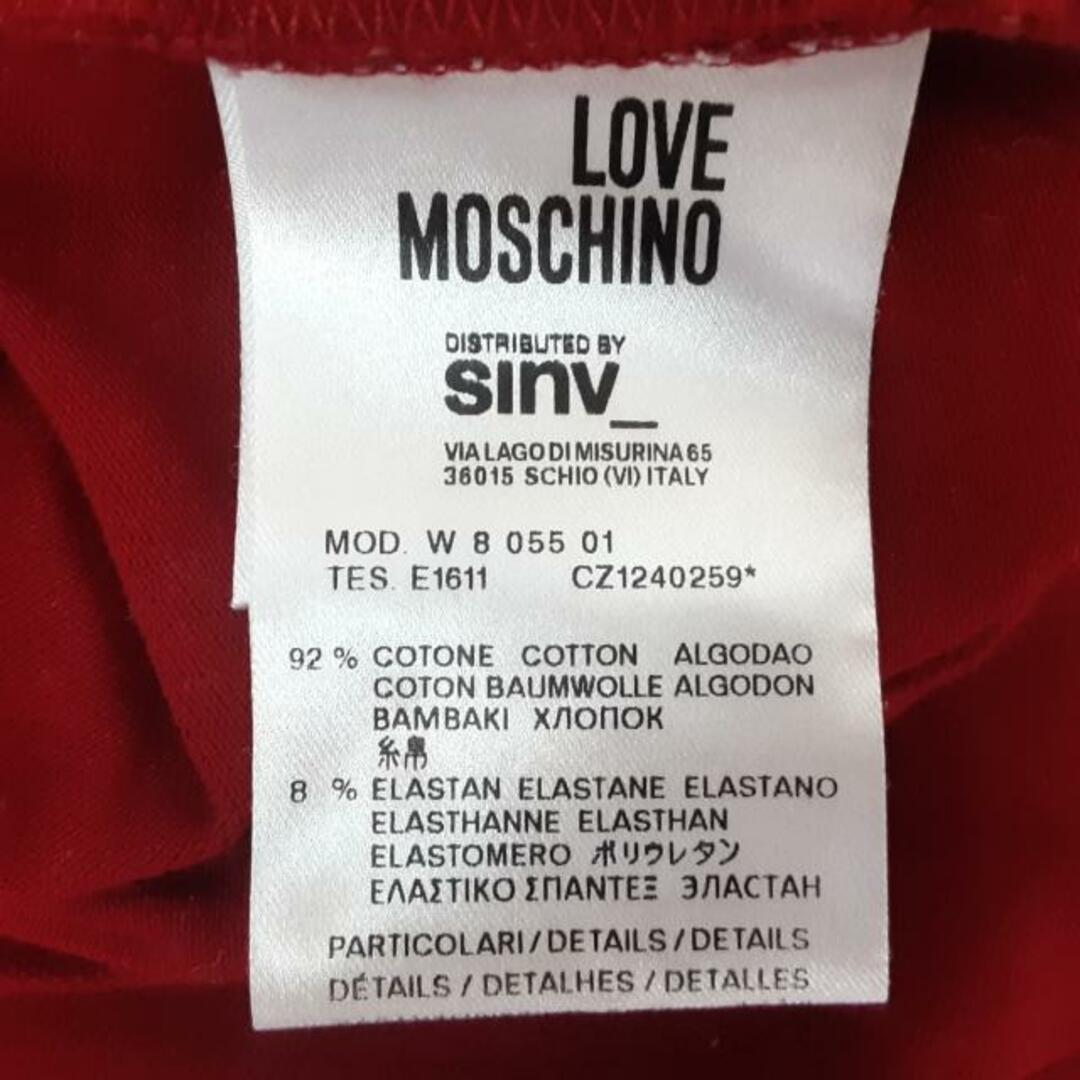 LOVE
MOSCHINO
DISTRIBUTED BY
sinv_
VIA LAGO DI MISURINA 65
36015 SCHIO (VI) ITALY
MOD. W 8 055 01
TES. E1611 CZ1240259*
92 % COTONE COTTON ALGODAO
COTON BAUMWOLLE ALGODON
BAMBAKI ХЛОПОК
糸帛
8 % ELASTAN ELASTANE ELASTANO
ELASTHANNE ELASTHAN
ELASTOMERO ポリウレタン
ΕΛΑΣΤΙΚΟ ΣΠΑΝΤΕΞ ЭЛАСТАН
PARTICOLARI / DETAILS / DETAILS
DÉTAILS / DETALHES / DETALLES